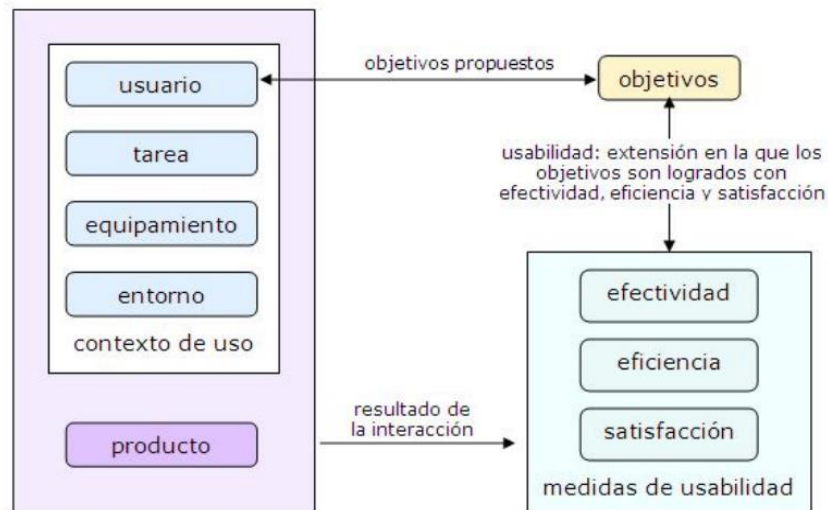 usuario
tarea
equipamiento
entorno
contexto de uso
producto
objetivos propuestos
objetivos
usabilidad: extensión en la que los
objetivos son logrados con
efectividad, eficiencia y satisfacción
resultado de
la interacción
efectividad
eficiencia
satisfacción
medidas de usabilidad